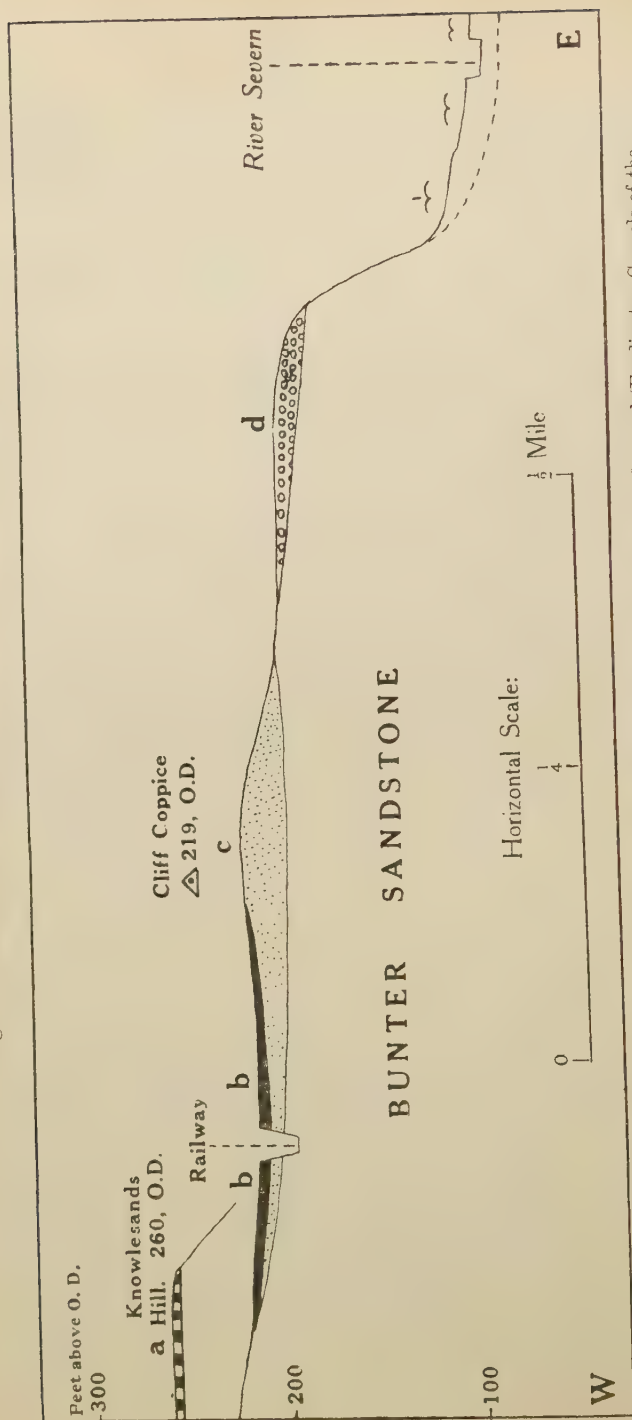 Peet above O. D.
300
Knowlesands
a Hill. 260, O.D.
Railway
b
b
Cliff Coppice
219, O.D.
c
d
River Severn
200
BUNTER SANDSTONE
100
Horizontal Scale:
0
1/4
1/2 Mile
W
E